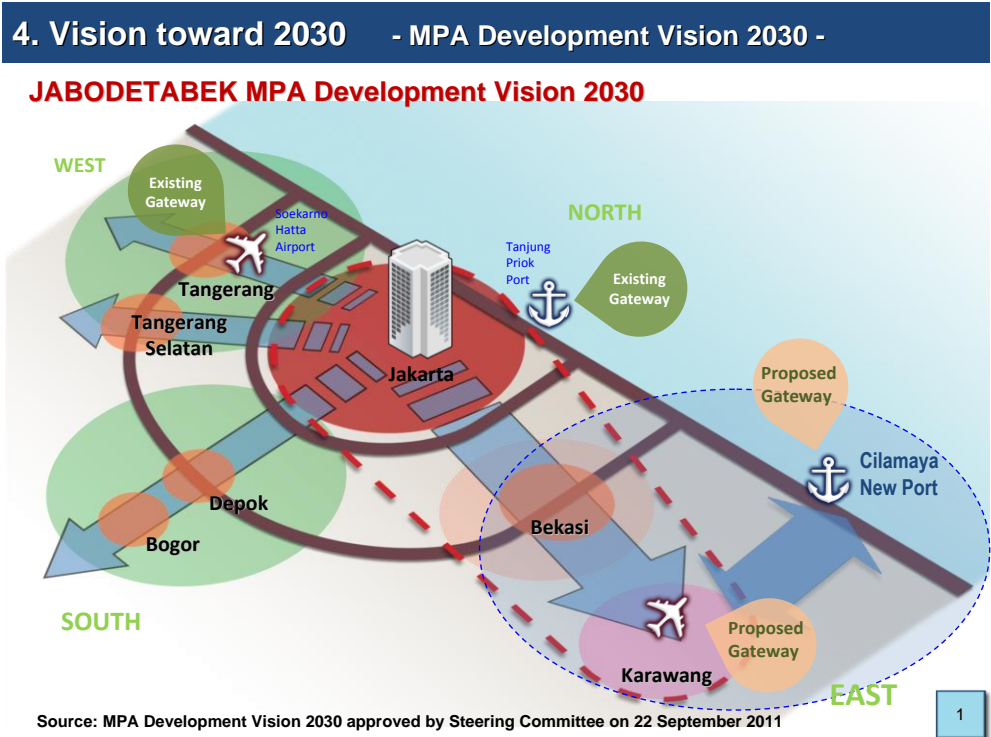 4. Vision toward 2030 - MPA Development Vision 2030 -
JABODETABEK MPA Development Vision 2030
WEST
Existing
Gateway
Soekarno
Hatta
Airport
NORTH
Tanjung
Priok
Port
Existing
Gateway
Tangerang
Tangerang
Selatan
Jakarta
Proposed
Gateway
Cilamaya
New Port
Depok
Bogor
Bekasi
SOUTH
Proposed
Gateway
Karawang
EAST
Source: MPA Development Vision 2030 approved by Steering Committee on 22 September 2011
1